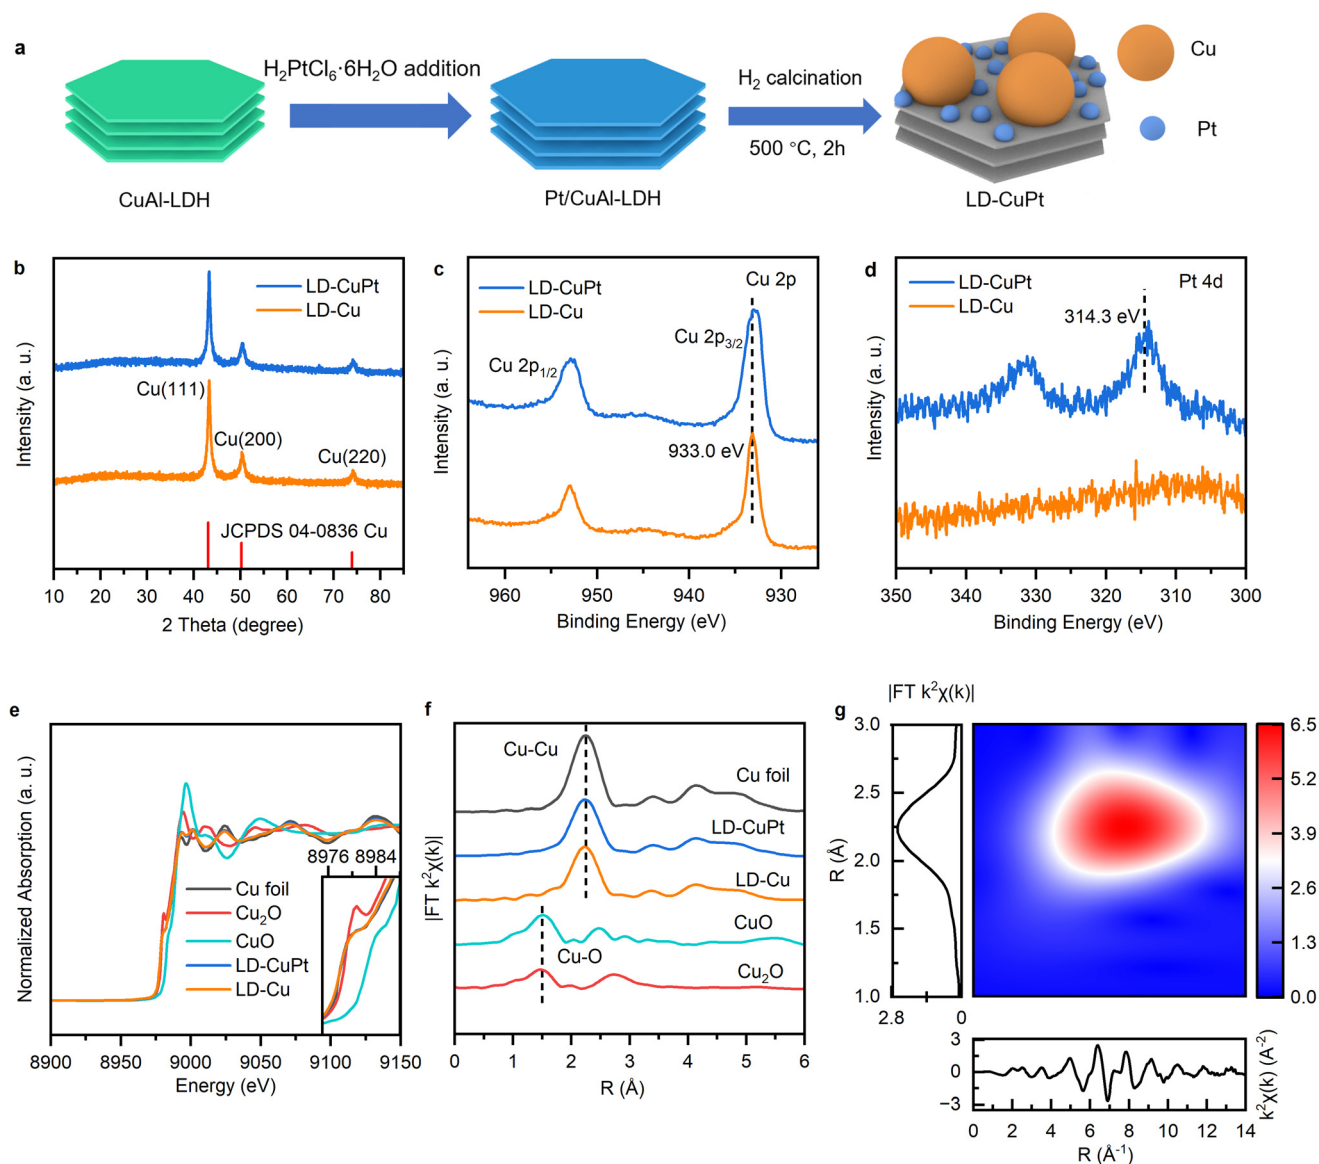 a
H₂PtCl₆·6H₂O addition
H₂ calcination
500 °C, 2h
Cu
Pt
CuAl-LDH
Pt/CuAl-LDH
LD-CuPt
b
LD-CuPt
LD-Cu
Cu(111)
Cu(200)
Cu(220)
JCPDS 04-0836 Cu
Intensity (a. u.)
10 20 30 40 50 60 70 80
2 Theta (degree)
c
Cu 2p
LD-CuPt
LD-Cu
Cu 2p₃/₂
Cu 2p₁/₂
933.0 eV
Intensity (a. u.)
960 950 940 930
Binding Energy (eV)
d
Pt 4d
LD-CuPt
LD-Cu
314.3 eV
Intensity (a. u.)
350 340 330 320 310 300
Binding Energy (eV)
e
Normalized Absorption (a. u.)
8976 8984
Cu foil
Cu₂O
CuO
LD-CuPt
LD-Cu
8900 8950 9000 9050 9100 9150
Energy (eV)
f
Cu-Cu
Cu foil
LD-CuPt
LD-Cu
CuO
Cu-O
Cu₂O
|FT k²χ(k)|
0 1 2 3 4 5 6
R (Å)
|FT k²χ(k)|
g
3.0
2.5
2.0
1.5
1.0
R (Å)
2.8 0
6.5
5.2
3.9
2.6
1.3
0.0
3
0
−3
k²χ(k) (A⁻²)
0 2 4 6 8 10 12 14
R (Å⁻¹)